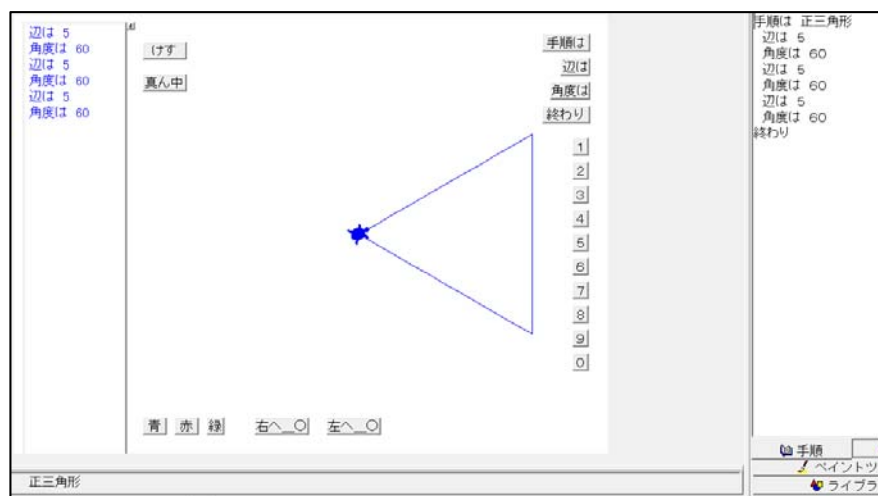 辺は 5
角度は 60
辺は 5
角度は 60
辺は 5
角度は 60
けす
真ん中
手順は
辺は
角度は
終わり
1
2
3
4
5
6
7
8
9
0
青 赤 緑 右へ__○ 左へ__○
正三角形
手順は 正三角形
辺は 5
角度は 60
辺は 5
角度は 60
辺は 5
角度は 60
終わり
手順
ペイントツ
ライブラ